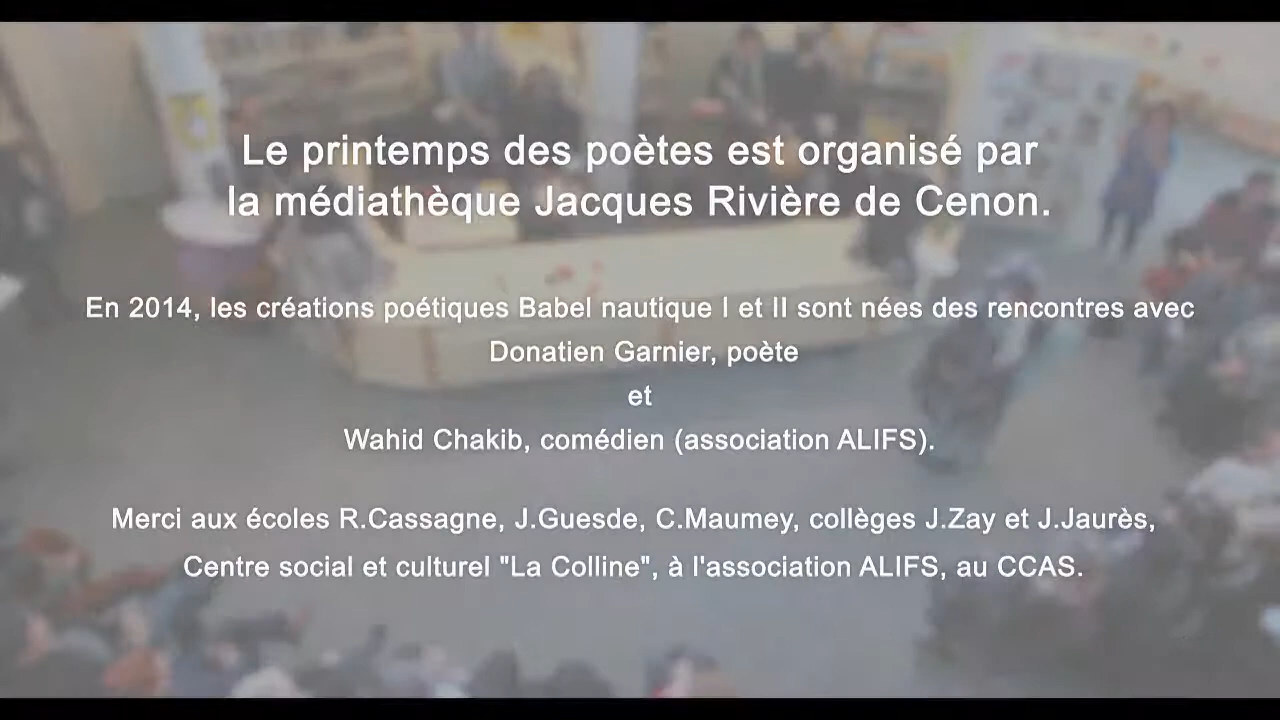 Le printemps des poètes est organisé par
la médiathèque Jacques Rivière de Cenon.
En 2014, les créations poétiques Babel nautique I et II sont nées des rencontres avec
Donatien Garnier, poète
et
Wahid Chakib, comédien (association ALIFS).
Merci aux écoles R.Cassagne, J.Guesde, C.Maumey, collèges J.Zay et J.Jaurès,
Centre social et culturel "La Colline", à l'association ALIFS, au CCAS.